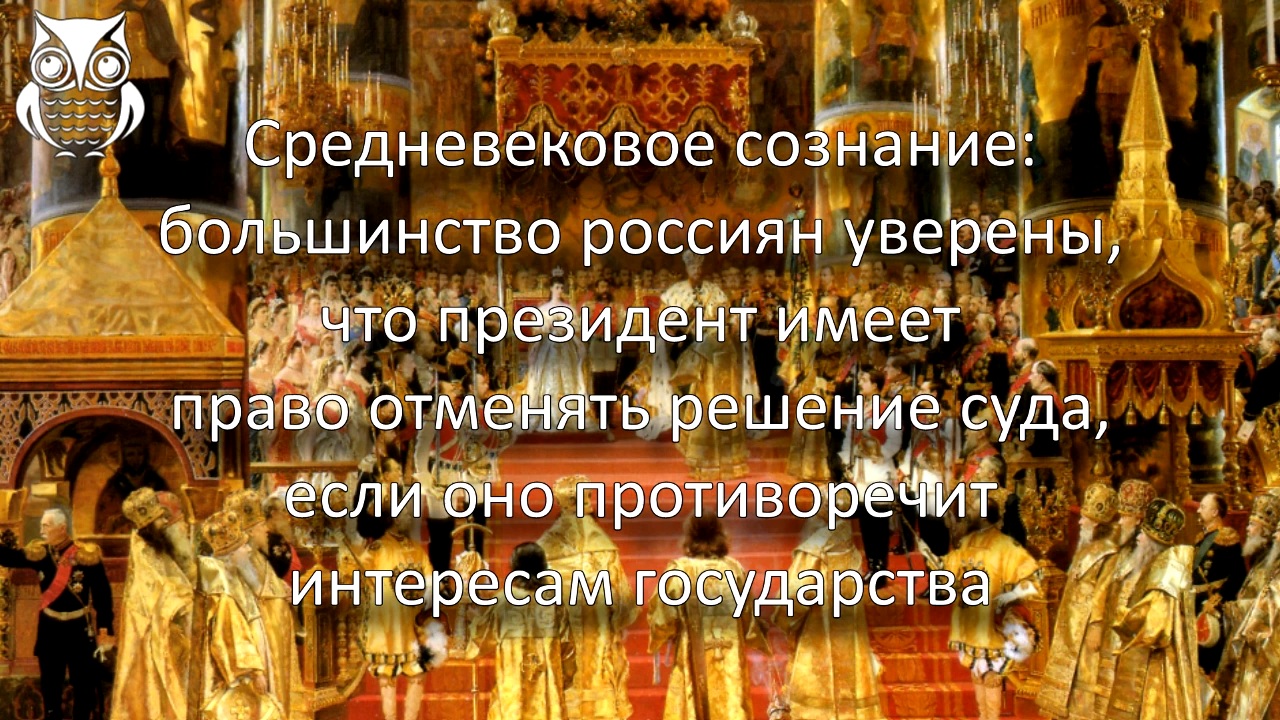 Средневековое сознание:
большинство россиян уверены,
что президент имеет
право отменять решение суда,
если оно противоречит
интересам государства